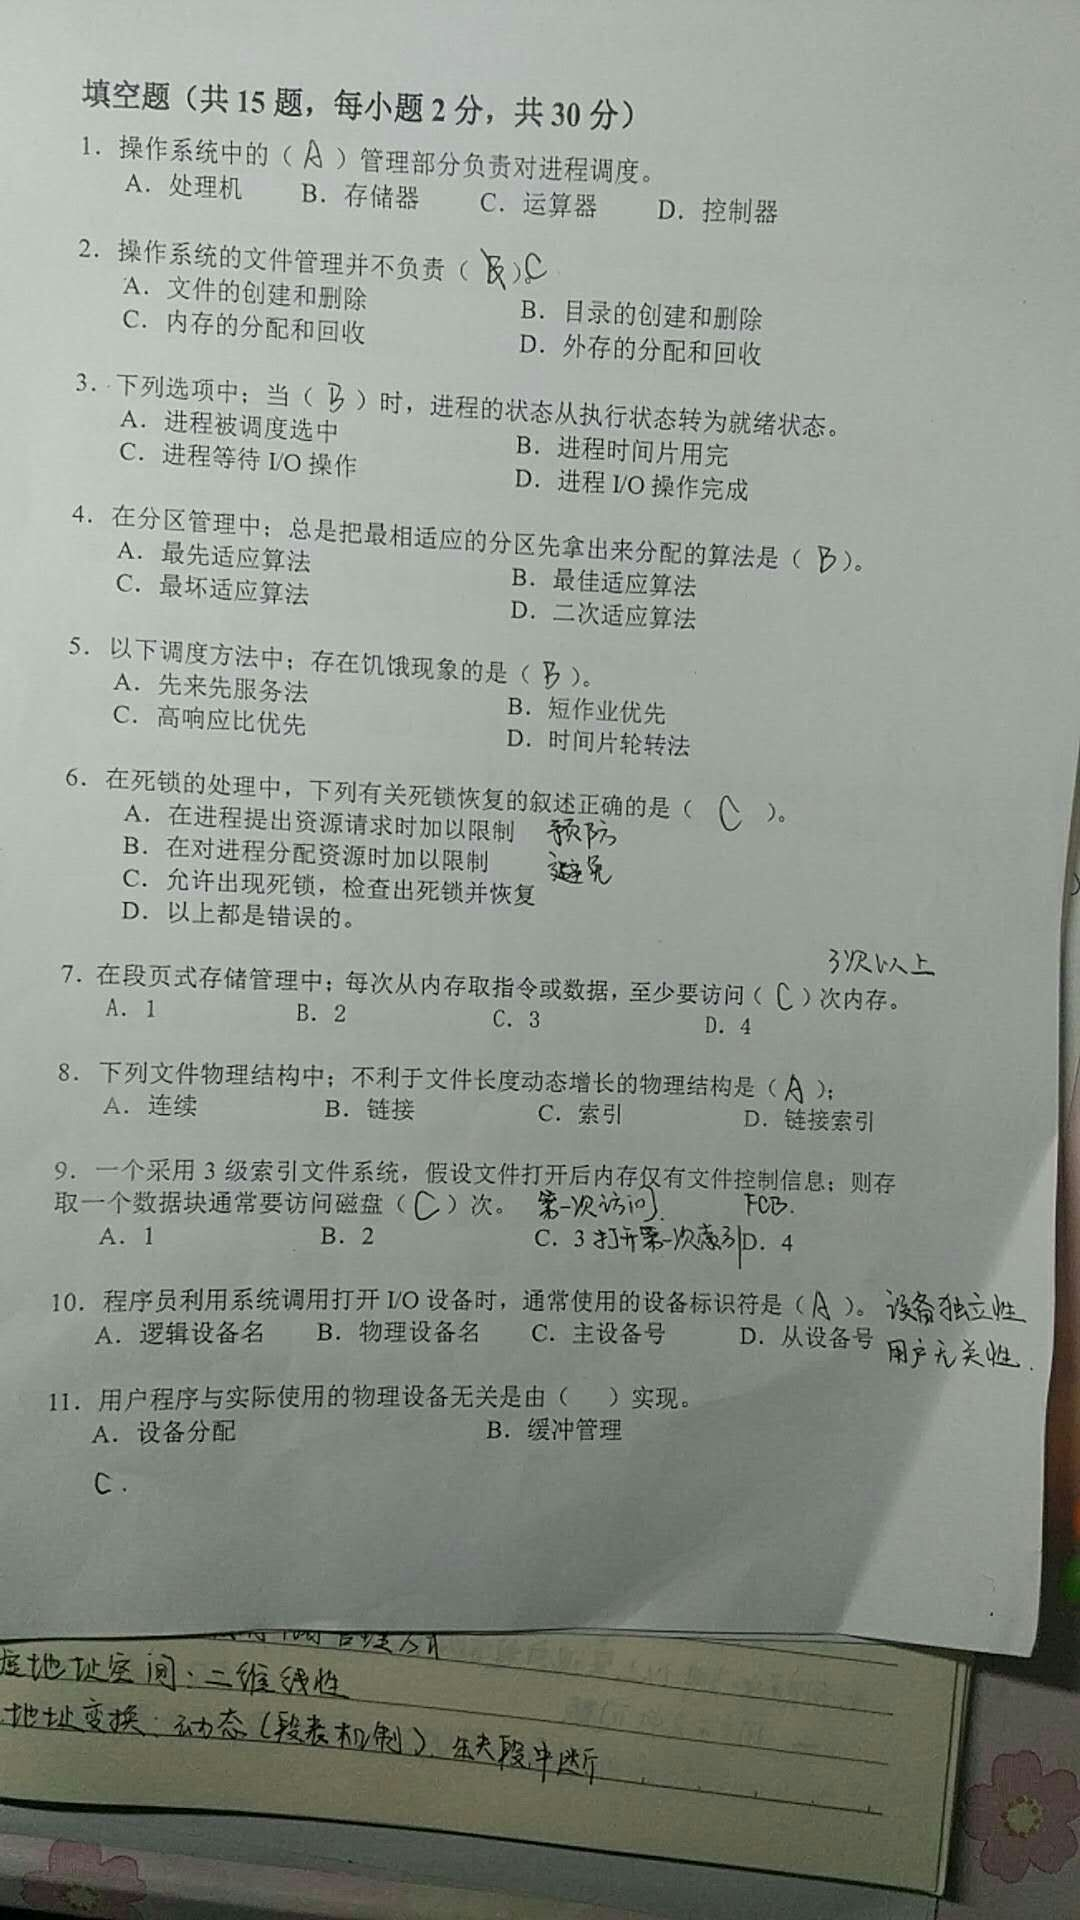 填空题（共 15 题，每小题 2 分，共 30 分）
1. 操作系统中的（ A ）管理部分负责对进程调度。
A. 处理机 B. 存储器 C. 运算器 D. 控制器
2. 操作系统的文件管理并不负责（ B ）。C
A. 文件的创建和删除 B. 目录的创建和删除
C. 内存的分配和回收 D. 外存的分配和回收
3. 下列选项中；当（ B ）时，进程的状态从执行状态转为就绪状态。
A. 进程被调度选中 B. 进程时间片用完
C. 进程等待 I/O 操作 D. 进程 I/O 操作完成
4. 在分区管理中；总是把最相适应的分区先拿出来分配的算法是（ B ）。
A. 最先适应算法 B. 最佳适应算法
C. 最坏适应算法 D. 二次适应算法
5. 以下调度方法中；存在饥饿现象的是（ B ）。
A. 先来先服务法 B. 短作业优先
C. 高响应比优先 D. 时间片轮转法
6. 在死锁的处理中，下列有关死锁恢复的叙述正确的是（ C ）。
A. 在进程提出资源请求时加以限制 预防
B. 在对进程分配资源时加以限制 避免
C. 允许出现死锁，检查出死锁并恢复
D. 以上都是错误的。
3次以上
7. 在段页式存储管理中；每次从内存取指令或数据，至少要访问（ C ）次内存。
A. 1 B. 2 C. 3 D. 4
8. 下列文件物理结构中；不利于文件长度动态增长的物理结构是（ A ）；
A. 连续 B. 链接 C. 索引 D. 链接索引
9. 一个采用 3 级索引文件系统，假设文件打开后内存仅有文件控制信息；则存
取一个数据块通常要访问磁盘（ C ）次。 第一次访问 FCB.
A. 1 B. 2 C. 3 打开第一次索引 D. 4
10. 程序员利用系统调用打开 I/O 设备时，通常使用的设备标识符是（ A ）。 设备独立性
A. 逻辑设备名 B. 物理设备名 C. 主设备号 D. 从设备号 用户无关性.
11. 用户程序与实际使用的物理设备无关是由（ ）实现。
A. 设备分配 B. 缓冲管理
C.
虚地址空间：二维线性
地址变换：动态（段表机制）. 缺段中断